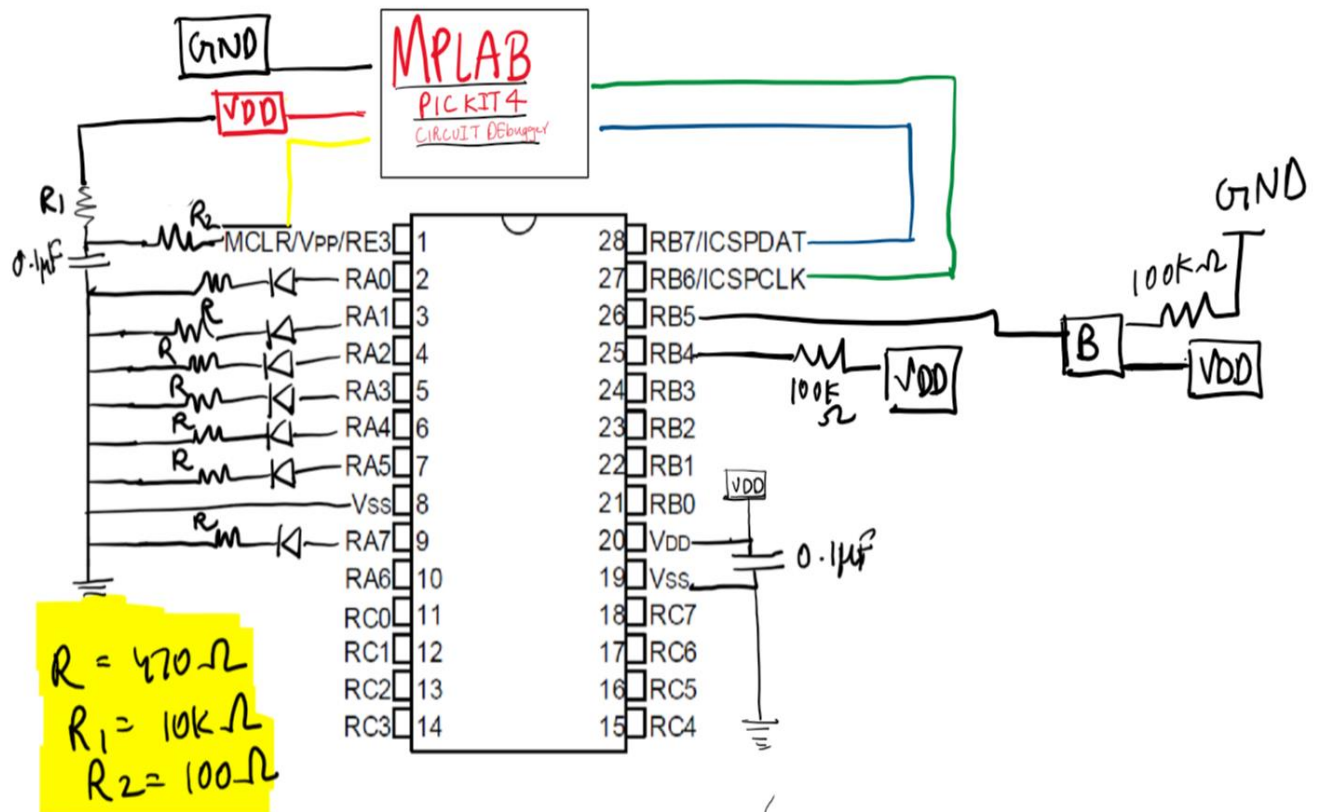 GND
MPLAB
PICKIT4
CIRCUIT DEbugger
VDD
R1
R2
0.1μF
MCLR/VPP/RE3 1
RA0 2
R
RA1 3
R
RA2 4
R
RA3 5
R
RA4 6
R
RA5 7
VSS 8
R
RA7 9
RA6 10
RC0 11
RC1 12
RC2 13
RC3 14
28 RB7/ICSPDAT
27 RB6/ICSPCLK
26 RB5
25 RB4
24 RB3
23 RB2
22 RB1
21 RB0
20 VDD
19 VSS
18 RC7
17 RC6
16 RC5
15 RC4
100K
Ω
VDD
B
100KΩ
GND
VDD
VDD
0.1μF
R = 470Ω
R1 = 10KΩ
R2 = 100Ω